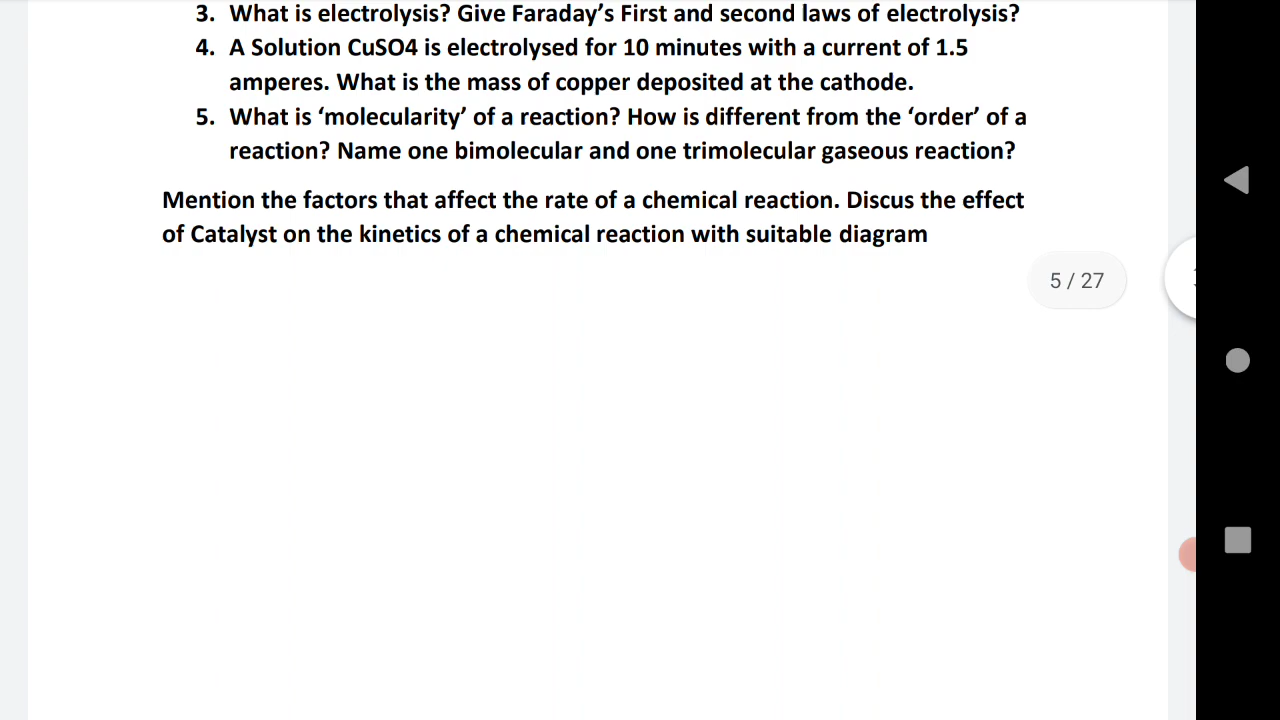 3. What is electrolysis? Give Faraday’s First and second laws of electrolysis?
4. A Solution CuSO4 is electrolysed for 10 minutes with a current of 1.5
amperes. What is the mass of copper deposited at the cathode.
5. What is ‘molecularity’ of a reaction? How is different from the ‘order’ of a
reaction? Name one bimolecular and one trimolecular gaseous reaction?
Mention the factors that affect the rate of a chemical reaction. Discus the effect
of Catalyst on the kinetics of a chemical reaction with suitable diagram
5 / 27